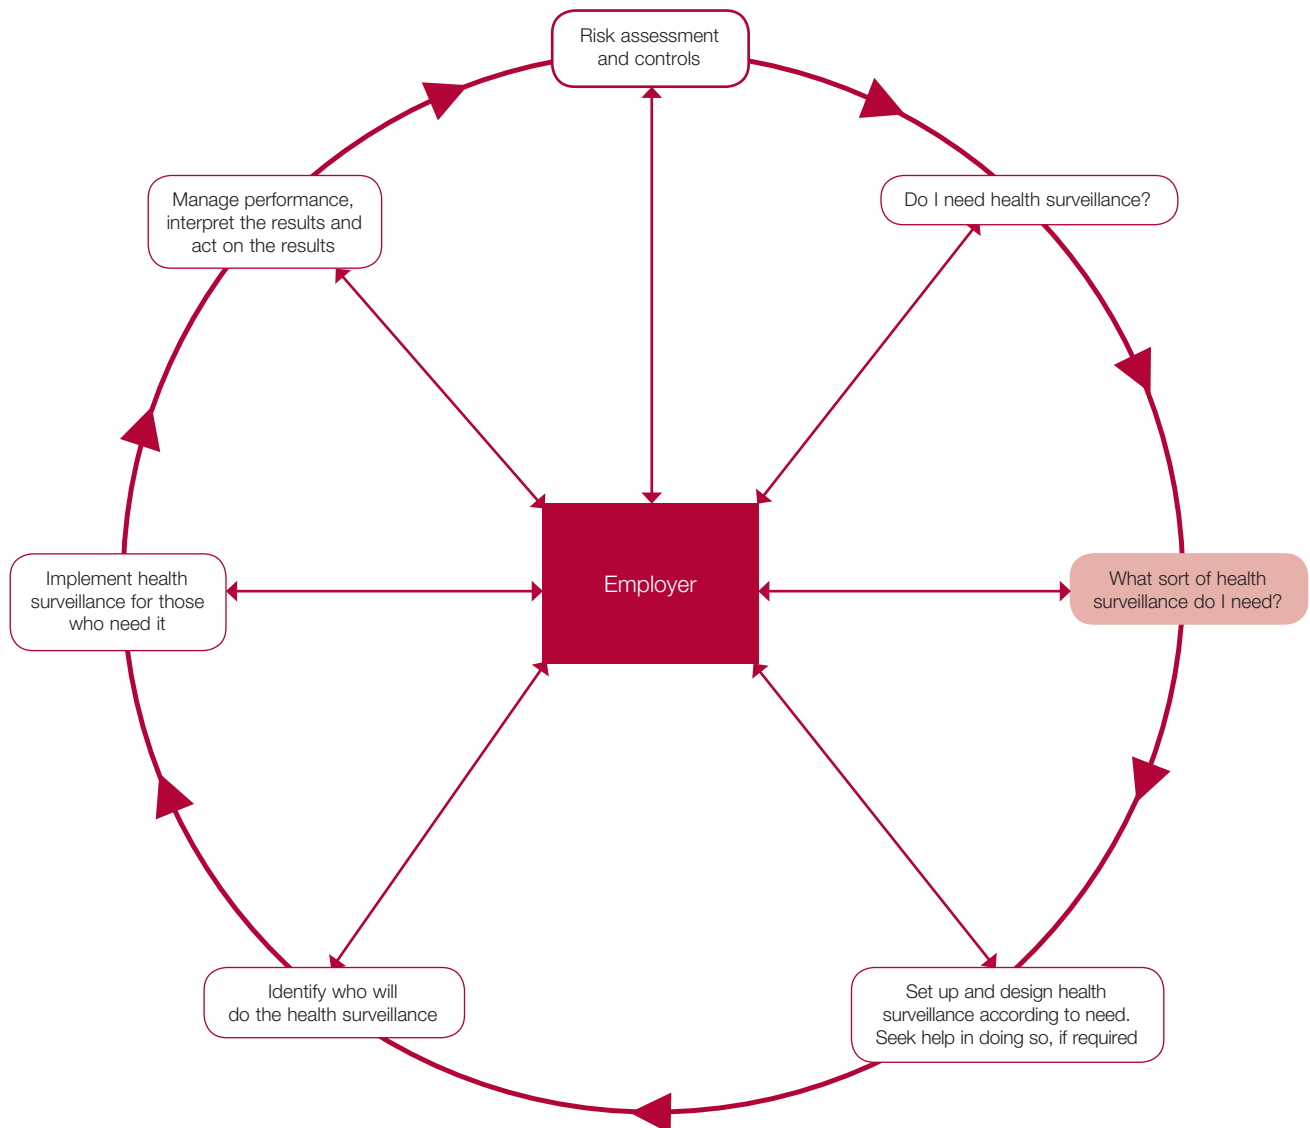 Risk assessment
and controls
Do I need health surveillance?
What sort of health
surveillance do I need?
Set up and design health
surveillance according to need.
Seek help in doing so, if required
Identify who will
do the health surveillance
Implement health
surveillance for those
who need it
Manage performance,
interpret the results and
act on the results
Employer